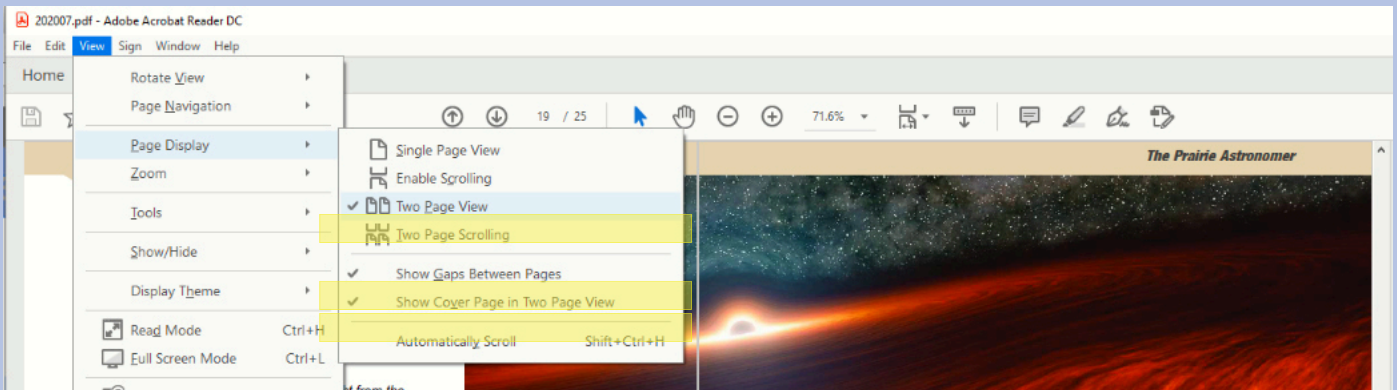 202007.pdf - Adobe Acrobat Reader DC
File Edit View Sign Window Help
Home
19 / 25
71.6%
Rotate View
Page Navigation
Page Display
Zoom
Tools
Show/Hide
Display Theme
Read Mode Ctrl+H
Full Screen Mode Ctrl+L
Single Page View
Enable Scrolling
Two Page View
Two Page Scrolling
Show Gaps Between Pages
Show Cover Page in Two Page View
Automatically Scroll Shift+Ctrl+H
The Prairie Astronomer
from the